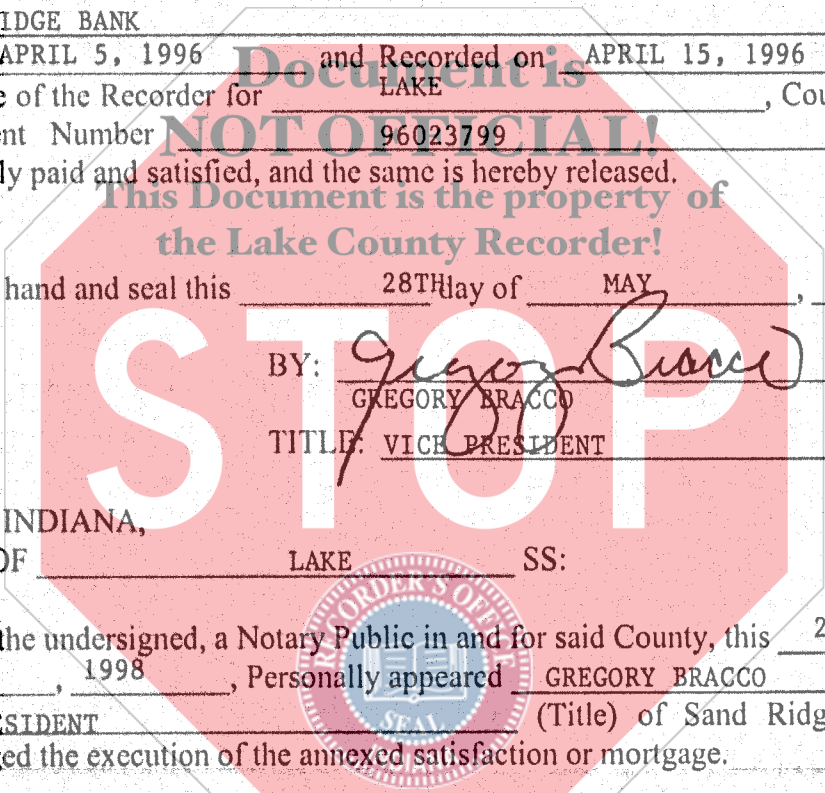 IDGE BANK
APRIL 5, 1996 and Recorded on APRIL 15, 1996
Document is
e of the Recorder for LAKE , Cou
ent Number 96023799
NOT OFFICIAL!
ly paid and satisfied, and the same is hereby released.
This Document is the property of
the Lake County Recorder!
hand and seal this 28TH day of MAY ,
STOP
BY: Gregory Bracco
GREGORY BRACCO
TITLE: VICE PRESIDENT
INDIANA,
OF LAKE SS:
RECORDER'S OFFICE
the undersigned, a Notary Public in and for said County, this 2
, 1998 , Personally appeared GREGORY BRACCO
SEAL
SIDENT (Title) of Sand Ridg
ed the execution of the annexed satisfaction or mortgage.